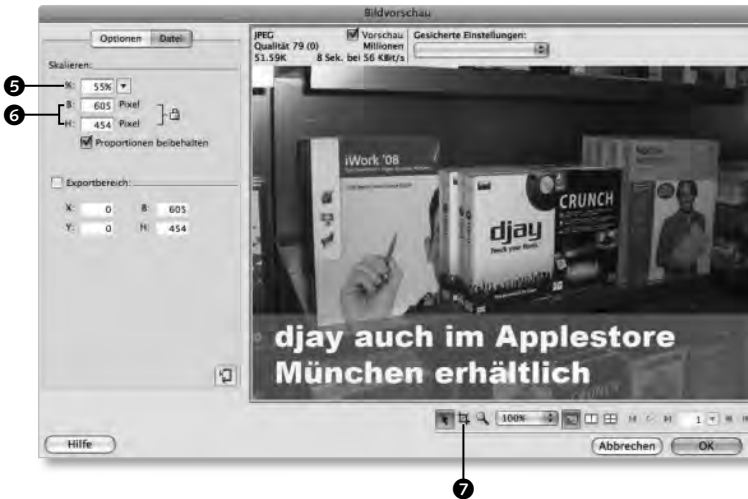 Bildvorschau
Optionen Datei
Skalieren:
%: 55%
B: 605 Pixel
H: 454 Pixel
Proportionen beibehalten
Exportbereich:
X: 0 B: 605
Y: 0 H: 454
JPEG
Qualität 79 (0)
51.59K
Vorschau
Millionen
8 Sek. bei 56 KBit/s
Gesicherte Einstellungen:
iWork '08
djay
CRUNCH
djay auch im Applestore
München erhältlich
100%
1
Hilfe
Abbrechen OK
5
6
7